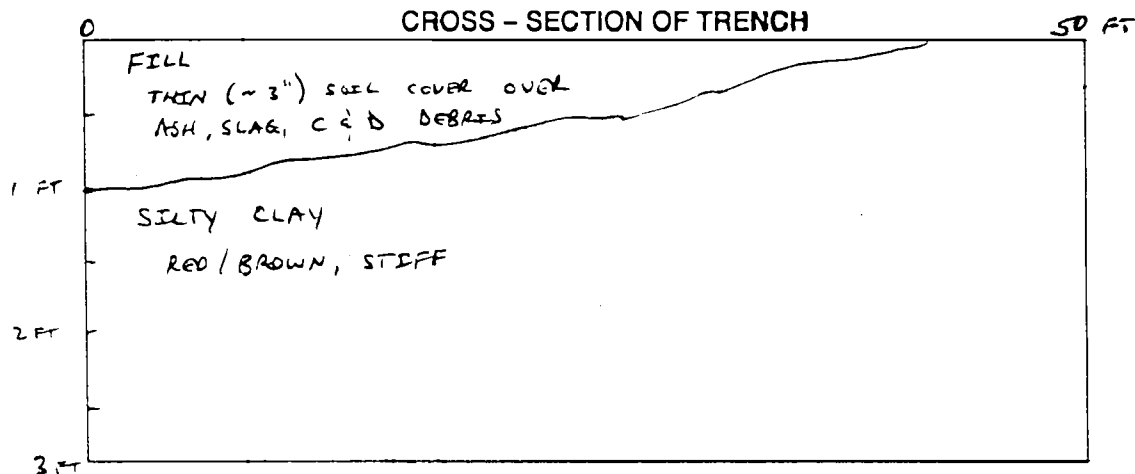 CROSS – SECTION OF TRENCH
0
50 FT
FILL
THIN (~ 3") SOIL COVER OVER
ASH, SLAG, C & D DEBRIS
1 FT
SILTY CLAY
RED / BROWN, STIFF
2 FT
3 FT